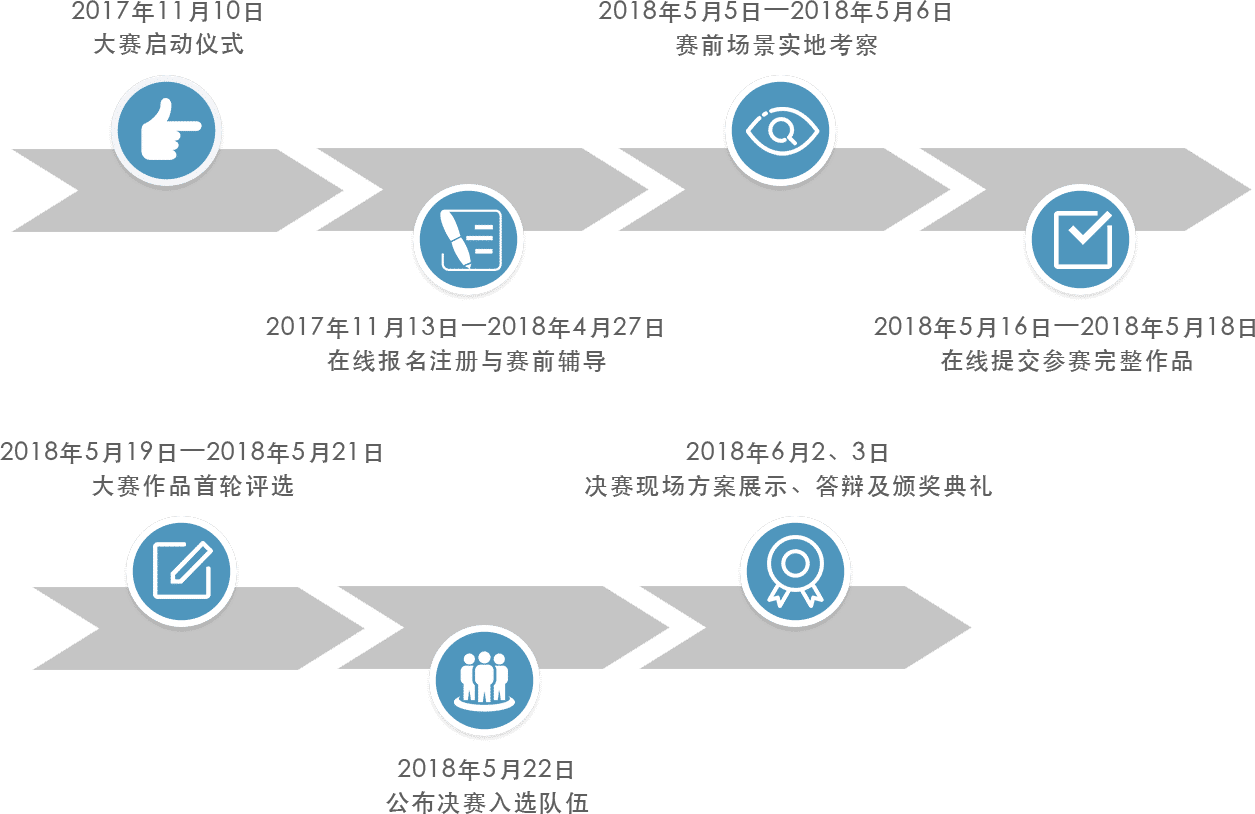 2017年11月10日
大赛启动仪式
2017年11月13日—2018年4月27日
在线报名注册与赛前辅导
2018年5月5日—2018年5月6日
赛前场景实地考察
2018年5月16日—2018年5月18日
在线提交参赛完整作品
2018年5月19日—2018年5月21日
大赛作品首轮评选
2018年5月22日
公布决赛入选队伍
2018年6月2、3日
决赛现场方案展示、答辩及颁奖典礼